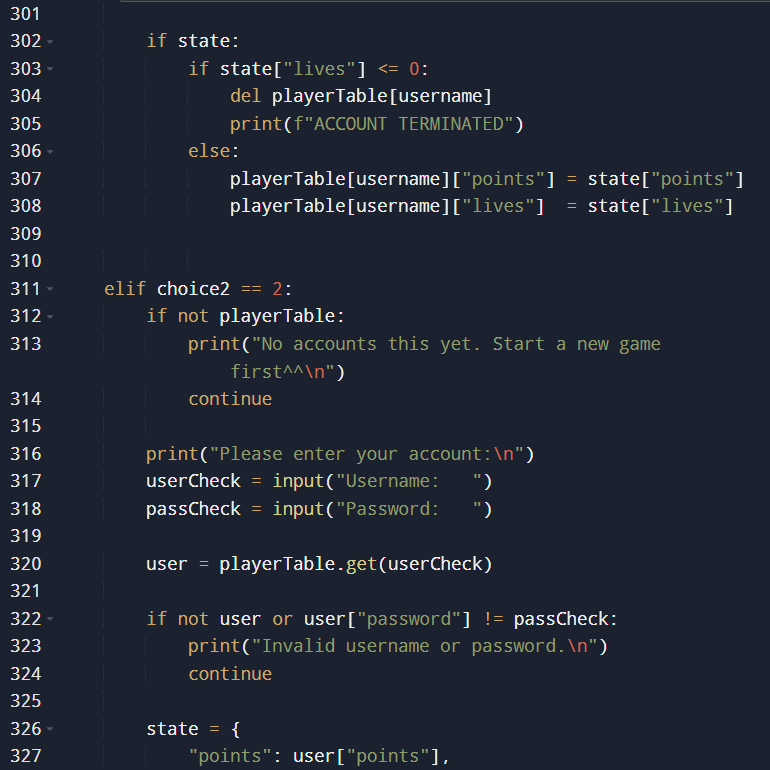 301
302 if state:
303 if state["lives"] <= 0:
304 del playerTable[username]
305 print(f"ACCOUNT TERMINATED")
306 else:
307 playerTable[username]["points"] = state["points"]
308 playerTable[username]["lives"]  = state["lives"]
309
310
311 elif choice2 == 2:
312 if not playerTable:
313 print("No accounts this yet. Start a new game
first^^\n")
314 continue
315
316 print("Please enter your account:\n")
317 userCheck = input("Username:   ")
318 passCheck = input("Password:   ")
319
320 user = playerTable.get(userCheck)
321
322 if not user or user["password"] != passCheck:
323 print("Invalid username or password.\n")
324 continue
325
326 state = {
327 "points": user["points"],